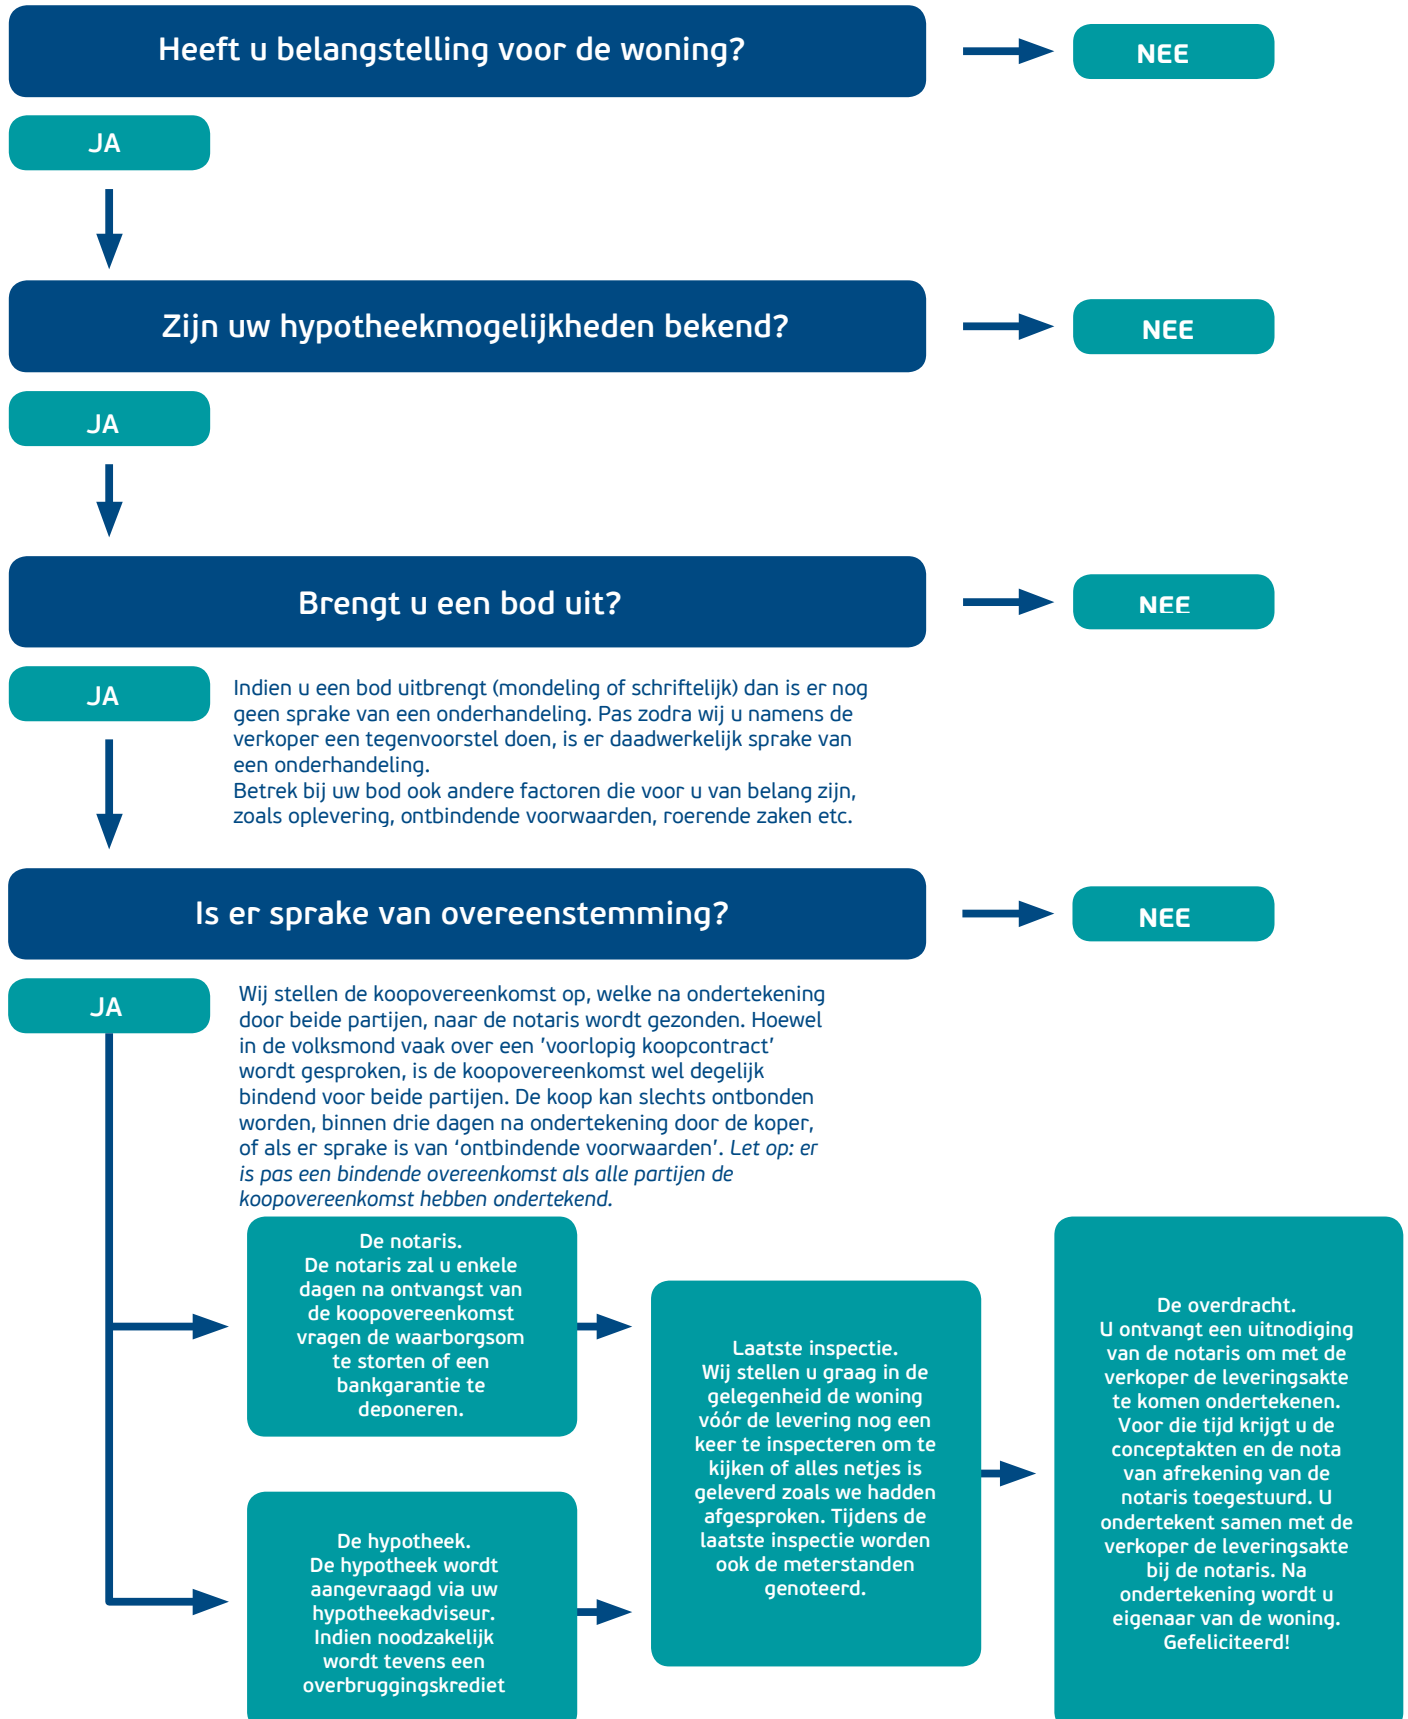 Heeft u belangstelling voor de woning?
NEE
JA
Zijn uw hypotheekmogelijkheden bekend?
NEE
JA
Brengt u een bod uit?
NEE
JA
Indien u een bod uitbrengt (mondeling of schriftelijk) dan is er nog
geen sprake van een onderhandeling. Pas zodra wij u namens de
verkoper een tegenvoorstel doen, is er daadwerkelijk sprake van
een onderhandeling.
Betrek bij uw bod ook andere factoren die voor u van belang zijn,
zoals oplevering, ontbindende voorwaarden, roerende zaken etc.
Is er sprake van overeenstemming?
NEE
JA
Wij stellen de koopovereenkomst op, welke na ondertekening
door beide partijen, naar de notaris wordt gezonden. Hoewel
in de volksmond vaak over een 'voorlopig koopcontract'
wordt gesproken, is de koopovereenkomst wel degelijk
bindend voor beide partijen. De koop kan slechts ontbonden
worden, binnen drie dagen na ondertekening door de koper,
of als er sprake is van ‘ontbindende voorwaarden'. Let op: er
is pas een bindende overeenkomst als alle partijen de
koopovereenkomst hebben ondertekend.
De notaris.
De notaris zal u enkele
dagen na ontvangst van
de koopovereenkomst
vragen de waarborgsom
te storten of een
bankgarantie te
deponeren.
De hypotheek.
De hypotheek wordt
aangevraagd via uw
hypotheekadviseur.
Indien noodzakelijk
wordt tevens een
overbruggingskrediet
Laatste inspectie.
Wij stellen u graag in de
gelegenheid de woning
vóór de levering nog een
keer te inspecteren om te
kijken of alles netjes is
geleverd zoals we hadden
afgesproken. Tijdens de
laatste inspectie worden
ook de meterstanden
genoteerd.
De overdracht.
U ontvangt een uitnodiging
van de notaris om met de
verkoper de leveringsakte
te komen ondertekenen.
Voor die tijd krijgt u de
conceptakten en de nota
van afrekening van de
notaris toegestuurd. U
ondertekent samen met de
verkoper de leveringsakte
bij de notaris. Na
ondertekening wordt u
eigenaar van de woning.
Gefeliciteerd!